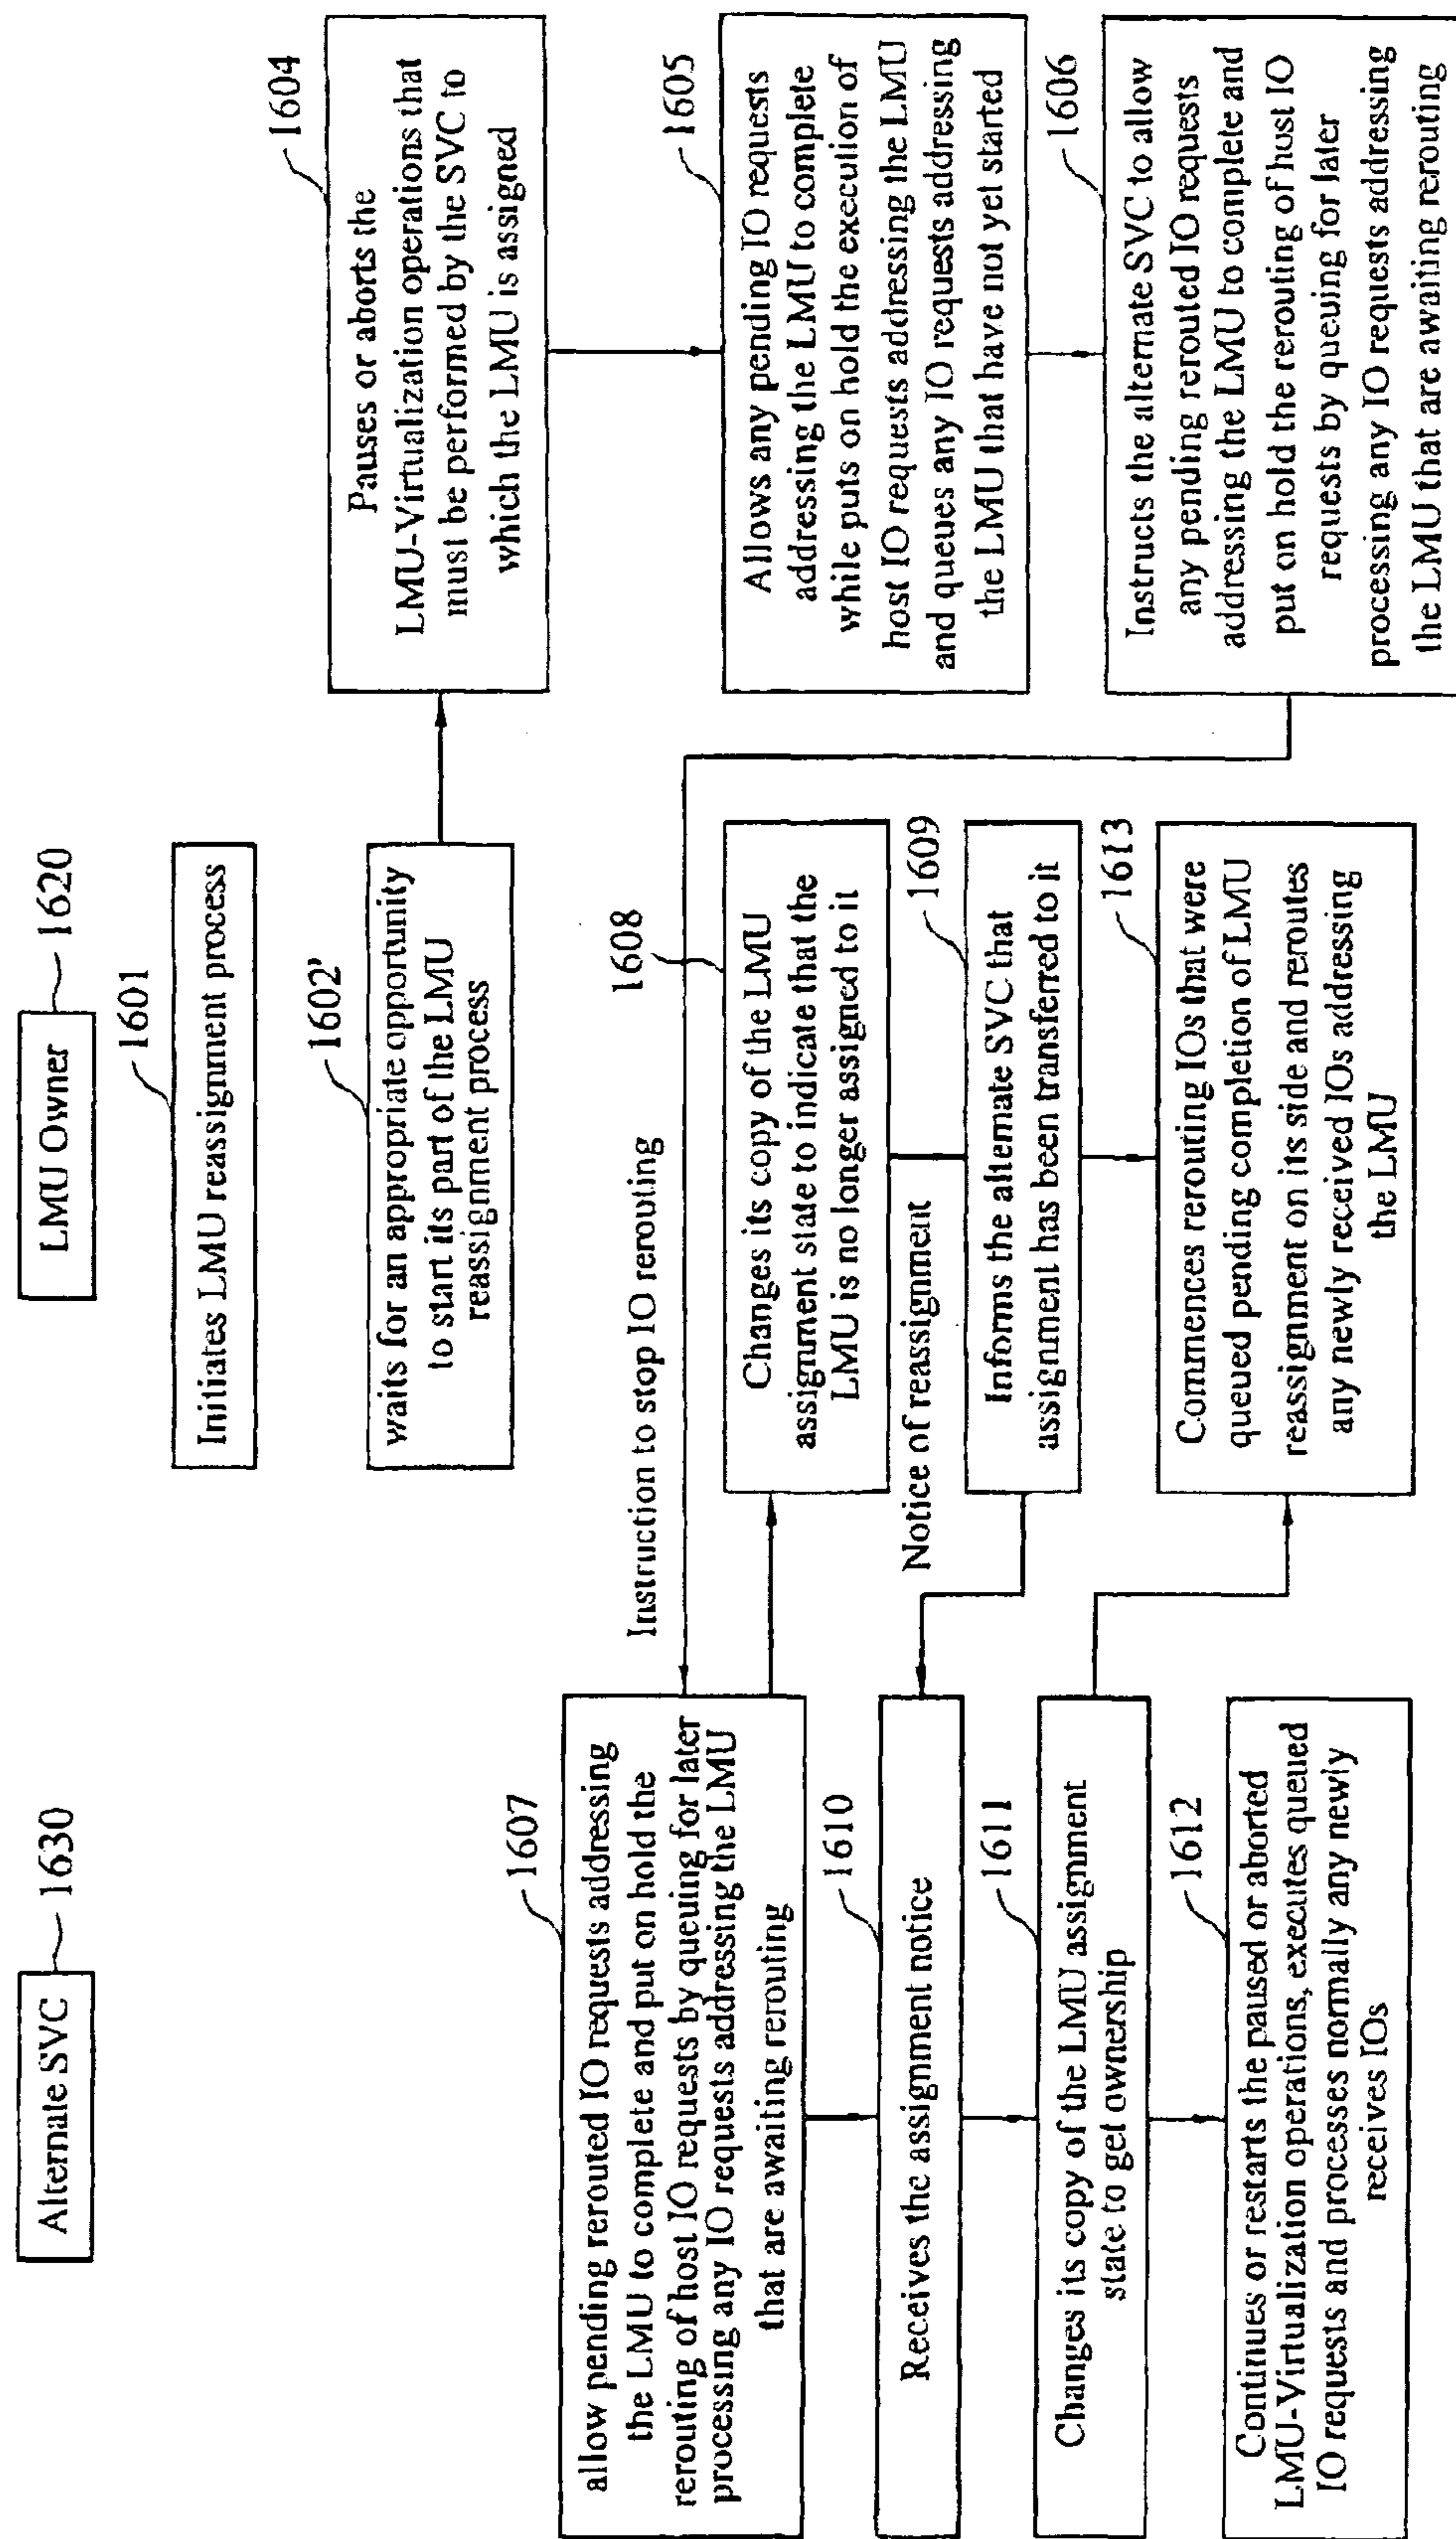 Alternate SVC
1630
LMU Owner
1620
1601
Initiates LMU reassignment process
1602'
waits for an appropriate opportunity
to start its part of the LMU
reassignment process
1604
Pauses or aborts the
LMU-Virtualization operations that
must be performed by the SVC to
which the LMU is assigned
1605
Allows any pending IO requests
addressing the LMU to complete
while puts on hold the execution of
host IO requests addressing the LMU
and queues any IO requests addressing
the LMU that have not yet started
1606
Instructs the alternate SVC to allow
any pending rerouted IO requests
addressing the LMU to complete and
put on hold the rerouting of host IO
requests by queuing for later
processing any IO requests addressing
the LMU that are awaiting rerouting
Instruction to stop IO rerouting
1607
allow pending rerouted IO requests addressing
the LMU to complete and put on hold the
rerouting of host IO requests by queuing for later
processing any IO requests addressing the LMU
that are awaiting rerouting
1608
Changes its copy of the LMU
assignment state to indicate that the
LMU is no longer assigned to it
Notice of reassignment
1609
Informs the alternate SVC that
assignment has been transferred to it
1610
Receives the assignment notice
1611
Changes its copy of the LMU assignment
state to get ownership
1612
Continues or restarts the paused or aborted
LMU-Virtualization operations, executes queued
IO requests and processes normally any newly
receives IOs
1613
Commences rerouting IOs that were
queued pending completion of LMU
reassignment on its side and reroutes
any newly received IOs addressing
the LMU